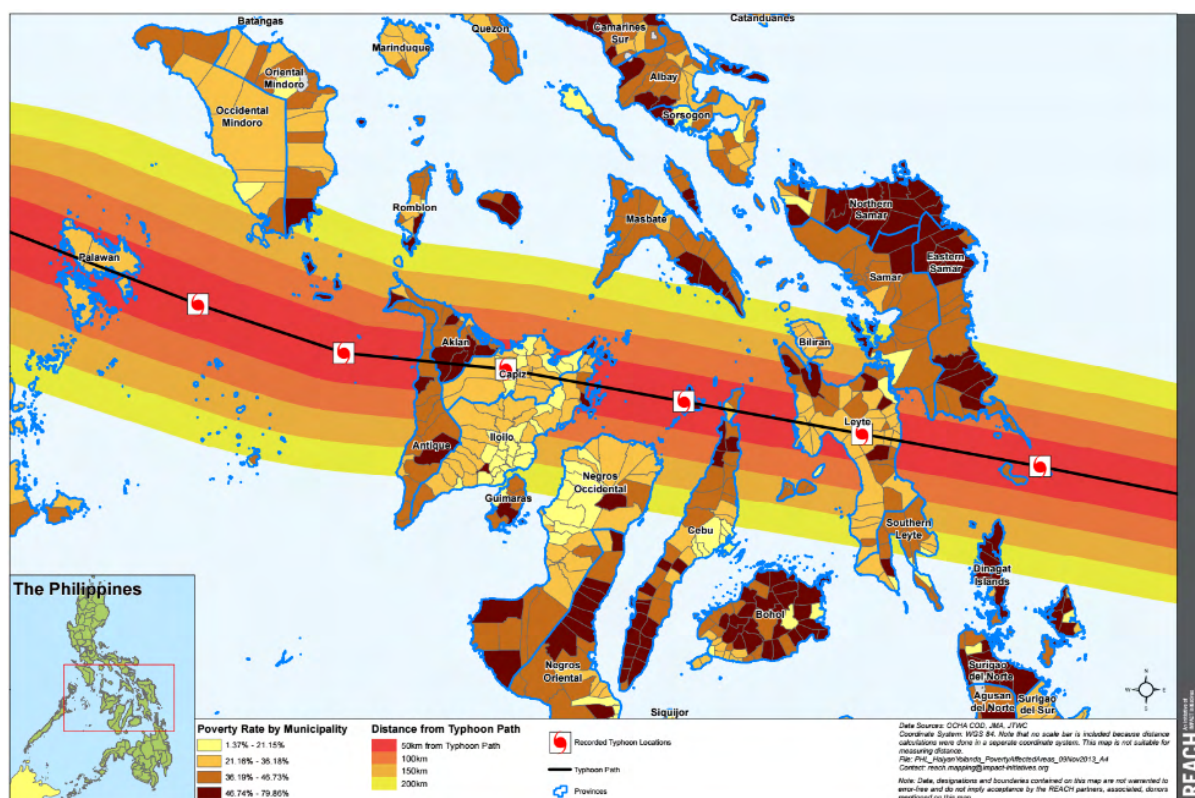 Batangas
Quezon
Catanduanes
Camarines
Sur
Marinduque
Oriental
Mindoro
Albay
Occidental
Mindoro
Sorsogon
Romblon
Masbate
Northern
Samar
Eastern
Samar
Samar
Palawan
Aklan
Biliran
Capiz
Leyte
Antique
Iloilo
Negros
Occidental
Guimaras
Cebu
Southern
Leyte
Dinagat
Islands
Bohol
Negros
Oriental
Surigao
del Norte
Agusan
del Norte
Surigao
del Sur
Siquijor
The Philippines
Poverty Rate by Municipality
1.37% - 21.15%
21.16% - 36.18%
36.19% - 46.73%
46.74% - 79.86%
Distance from Typhoon Path
50km from Typhoon Path
100km
150km
200km
Recorded Typhoon Locations
Typhoon Path
Provinces
N
W E
S
Data Sources: OCHA COD, JMA, JTWC
Coordinate System: WGS 84. Note that no scale bar is included because distance
calculations were done in a seperate coordinate system. This map is not suitable for
measuring distance.
File: PHL_HaiyanYolanda_PovertyAffectedAreas_09Nov2013_A4
Contact: reach.mapping@impact-initiatives.org
Note: Data, designations and boundaries contained on this map are not warranted to
error-free and do not imply acceptance by the REACH partners, associated, donors
mentioned on this map.
REACH